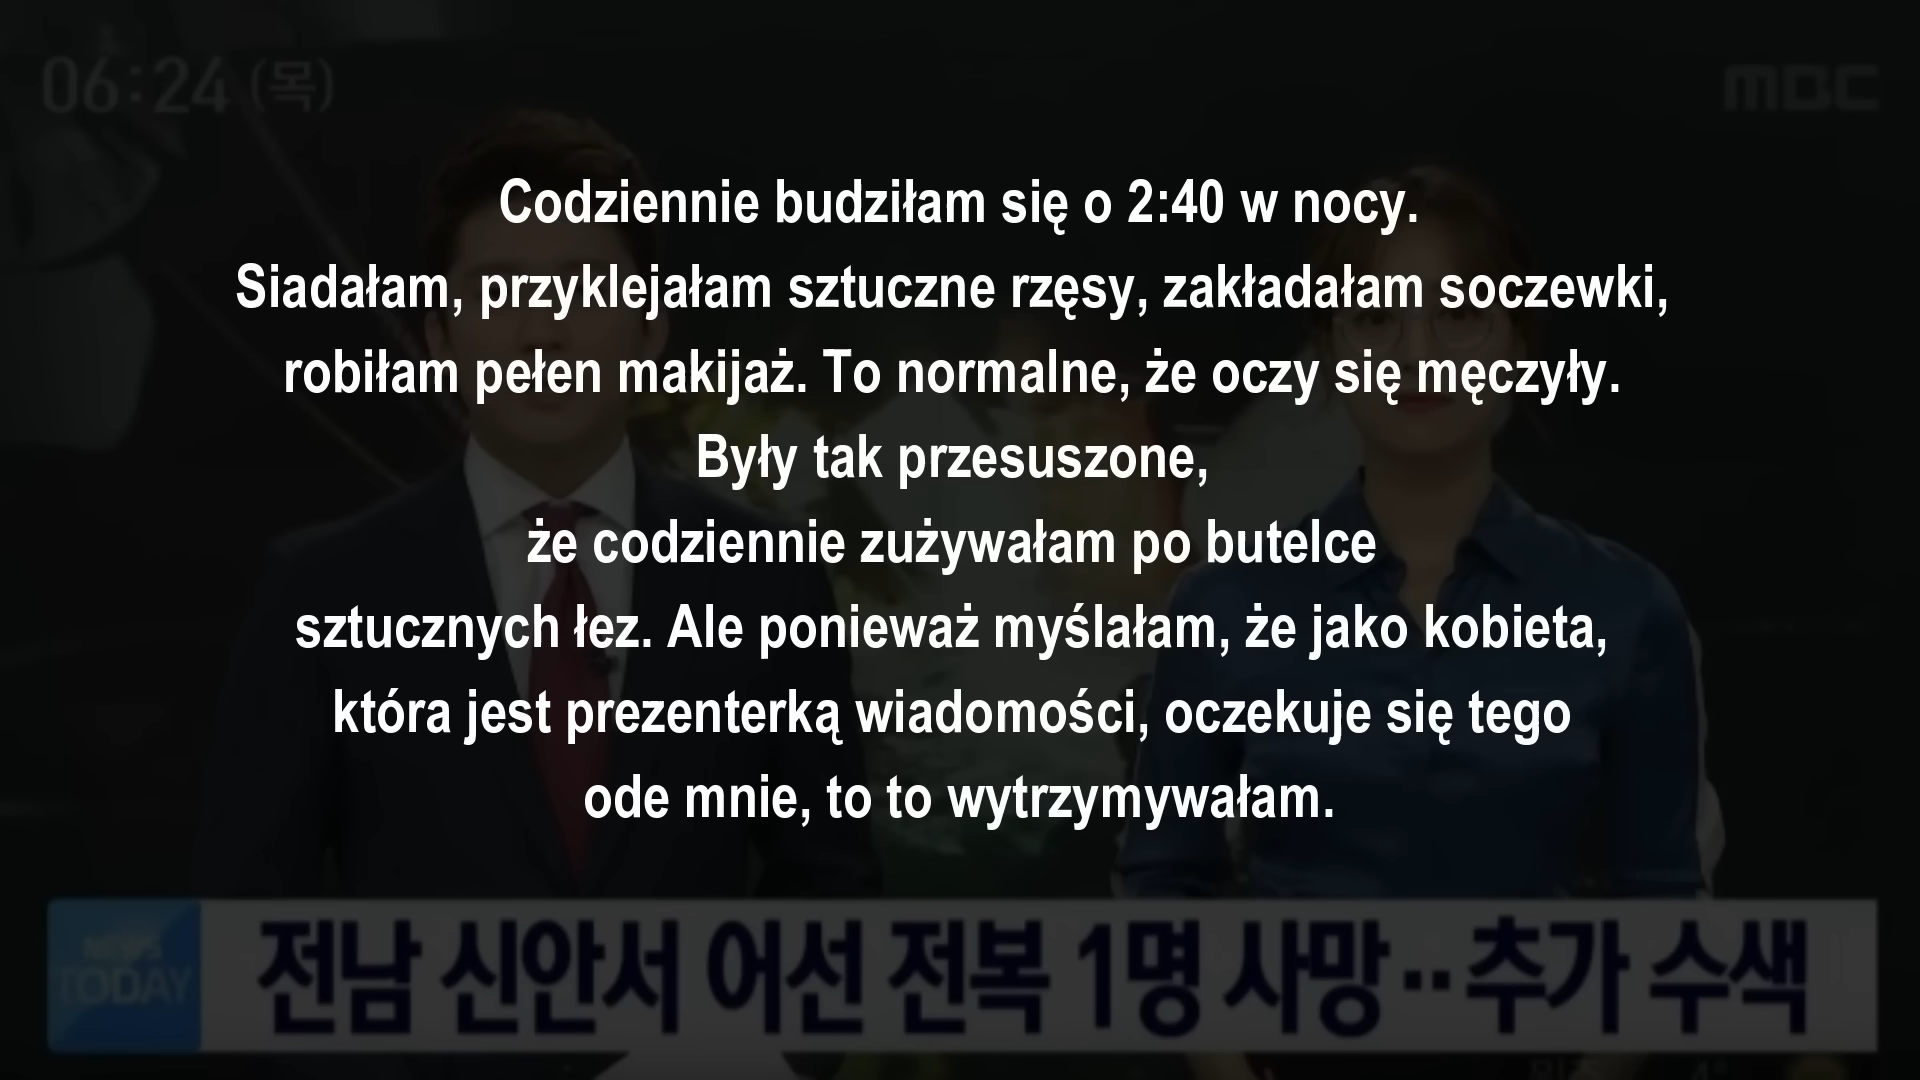 06:24 (목)
MBC
Codziennie budziłam się o 2:40 w nocy.
Siadałam, przyklejałam sztuczne rzęsy, zakładałam soczewki,
robiłam pełen makijaż. To normalne, że oczy się męczyły.
Były tak przesuszone,
że codziennie zużywałam po butelce
sztucznych łez. Ale ponieważ myślałam, że jako kobieta,
która jest prezenterką wiadomości, oczekuje się tego
ode mnie, to to wytrzymywałam.
NEWS
TODAY
전남 신안서 어선 전복 1명 사망‥추가 수색